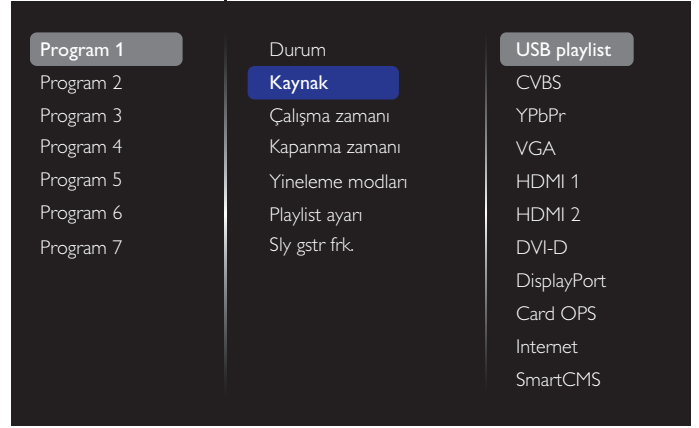 Program 1
Program 2
Program 3
Program 4
Program 5
Program 6
Program 7
Durum
Kaynak
Çalışma zamanı
Kapanma zamanı
Yineleme modları
Playlist ayarı
Sly gstr frk.
USB playlist
CVBS
YPbPr
VGA
HDMI 1
HDMI 2
DVI-D
DisplayPort
Card OPS
Internet
SmartCMS